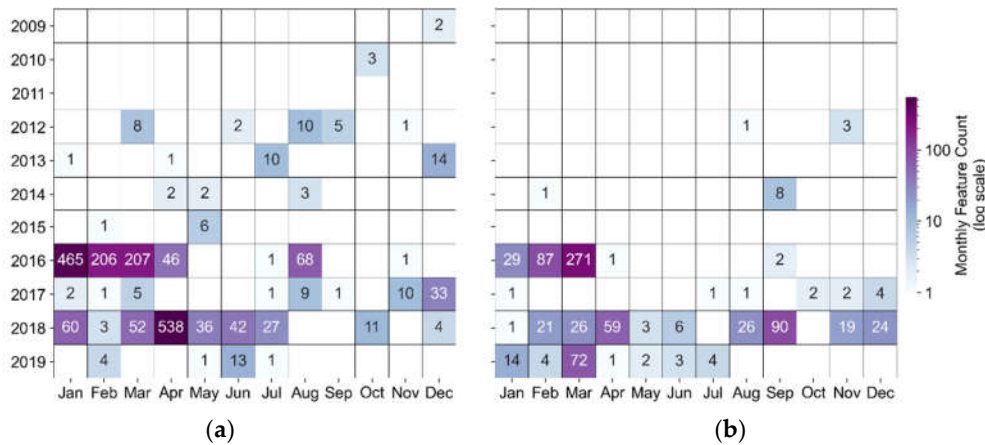 2009 2
2010 3
2011
2012 8 2 10 5 1 1 3
2013 1 1 10 14
2014 2 2 3 1 8
2015 1 6
2016 465 206 207 46 1 68 1 29 87 271 1 2
2017 2 1 5 1 9 1 10 33 1 1 1 2 2 4
2018 60 3 52 538 36 42 27 11 4 1 21 26 59 3 6 26 90 19 24
2019 4 1 13 1 14 4 72 1 2 3 4
Jan Feb Mar Apr May Jun Jul Aug Sep Oct Nov Dec Jan Feb Mar Apr May Jun Jul Aug Sep Oct Nov Dec
(a) (b)
100
10
1
Monthly Feature Count
(log scale)